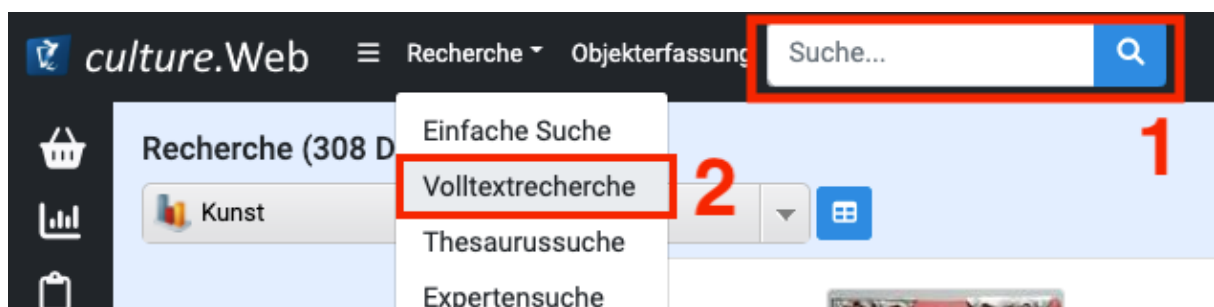 culture.Web Recherche Objekterfassung Suche...
1
Einfache Suche
Recherche (308 D
Volltextrecherche
2
Kunst
Thesaurussuche
Expertensuche